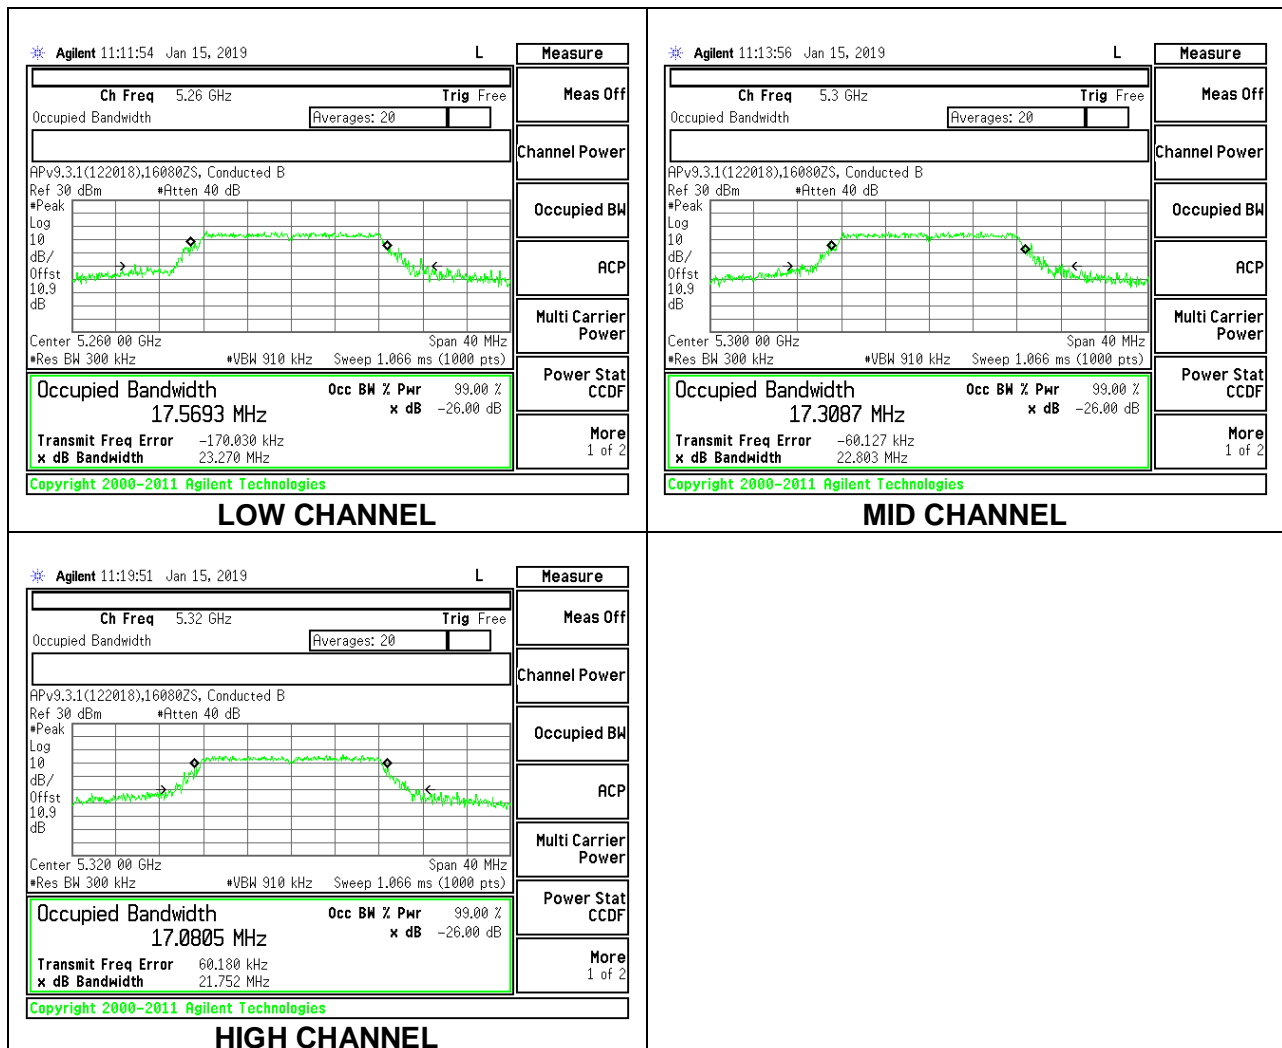 Agilent 11:11:54 Jan 15, 2019 L
Measure
Ch Freq 5.26 GHz Trig Free
Meas Off
Occupied Bandwidth Averages: 20
Channel Power
APv9.3.1(122018),16080ZS, Conducted B
Ref 30 dBm #Atten 40 dB
#Peak
Log
10
dB/
Offst
10.9
dB
Occupied BW
ACP
Multi Carrier
Power
Center 5.260 00 GHz Span 40 MHz
#Res BW 300 kHz #VBW 910 kHz Sweep 1.066 ms (1000 pts)
Power Stat
CCDF
Occupied Bandwidth Occ BW % Pwr 99.00 %
17.5693 MHz x dB -26.00 dB
Transmit Freq Error -170.030 kHz
x dB Bandwidth 23.270 MHz
More
1 of 2
Copyright 2000-2011 Agilent Technologies
LOW CHANNEL
Agilent 11:13:56 Jan 15, 2019 L
Measure
Ch Freq 5.3 GHz Trig Free
Meas Off
Occupied Bandwidth Averages: 20
Channel Power
APv9.3.1(122018),16080ZS, Conducted B
Ref 30 dBm #Atten 40 dB
#Peak
Log
10
dB/
Offst
10.9
dB
Occupied BW
ACP
Multi Carrier
Power
Center 5.300 00 GHz Span 40 MHz
#Res BW 300 kHz #VBW 910 kHz Sweep 1.066 ms (1000 pts)
Power Stat
CCDF
Occupied Bandwidth Occ BW % Pwr 99.00 %
17.3087 MHz x dB -26.00 dB
Transmit Freq Error -60.127 kHz
x dB Bandwidth 22.803 MHz
More
1 of 2
Copyright 2000-2011 Agilent Technologies
MID CHANNEL
Agilent 11:19:51 Jan 15, 2019 L
Measure
Ch Freq 5.32 GHz Trig Free
Meas Off
Occupied Bandwidth Averages: 20
Channel Power
APv9.3.1(122018),16080ZS, Conducted B
Ref 30 dBm #Atten 40 dB
#Peak
Log
10
dB/
Offst
10.9
dB
Occupied BW
ACP
Multi Carrier
Power
Center 5.320 00 GHz Span 40 MHz
#Res BW 300 kHz #VBW 910 kHz Sweep 1.066 ms (1000 pts)
Power Stat
CCDF
Occupied Bandwidth Occ BW % Pwr 99.00 %
17.0805 MHz x dB -26.00 dB
Transmit Freq Error 60.180 kHz
x dB Bandwidth 21.752 MHz
More
1 of 2
Copyright 2000-2011 Agilent Technologies
HIGH CHANNEL